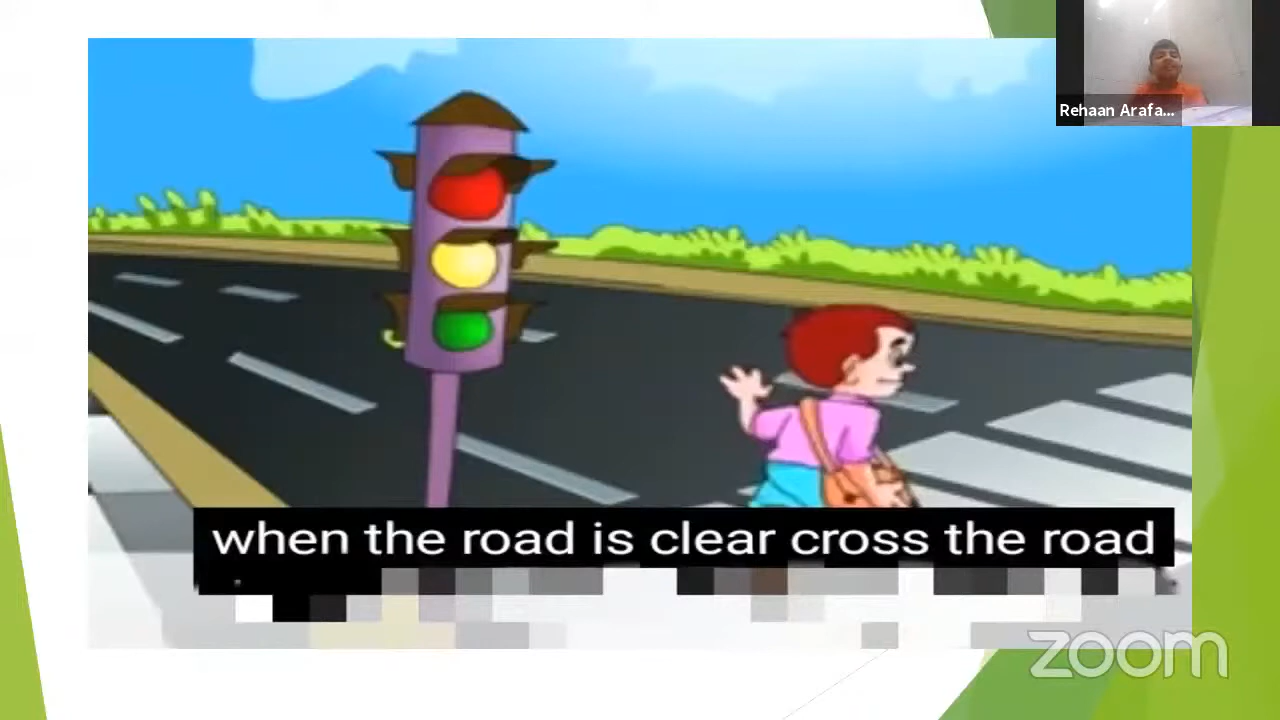 Rehaan Arafa...
when the road is clear cross the road
zoom